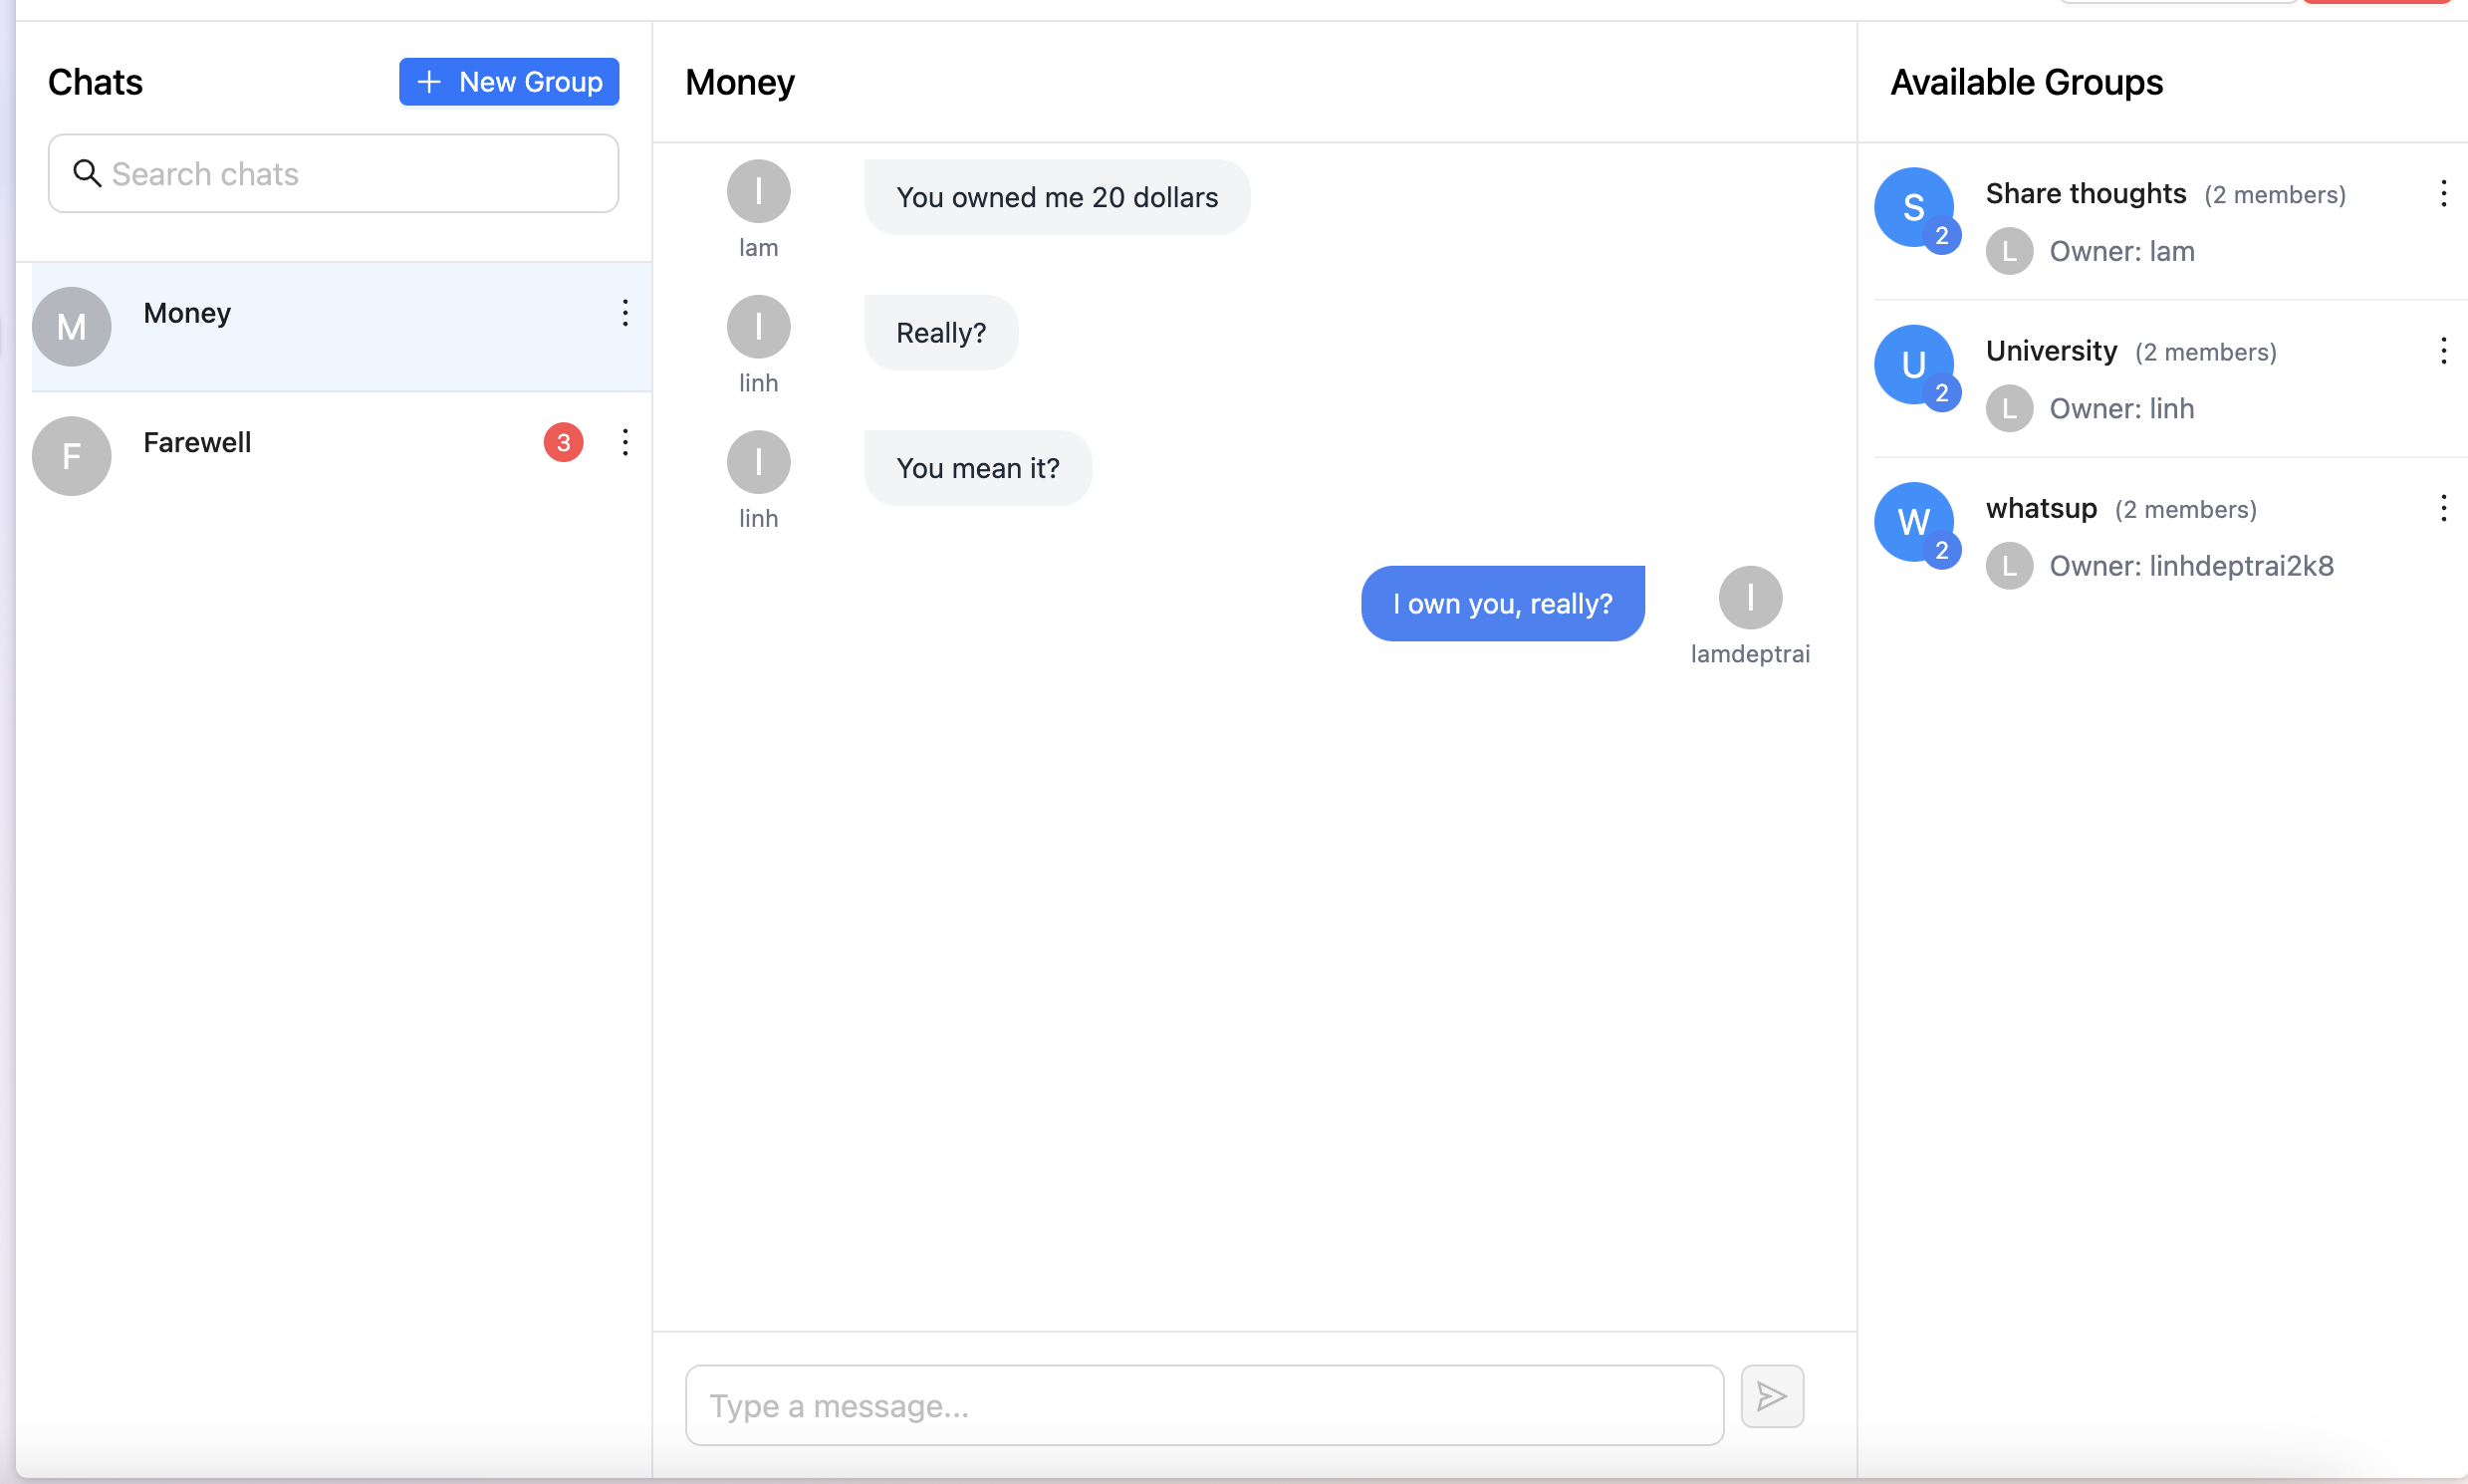 Chats
+ New Group
Search chats
M
Money
F
Farewell
3
Money
l
You owned me 20 dollars
lam
l
Really?
linh
l
You mean it?
linh
I own you, really?
l
lamdeptrai
Type a message...
Available Groups
S
2
Share thoughts (2 members)
L
Owner: lam
U
2
University (2 members)
L
Owner: linh
W
2
whatsup (2 members)
L
Owner: linhdeptrai2k8